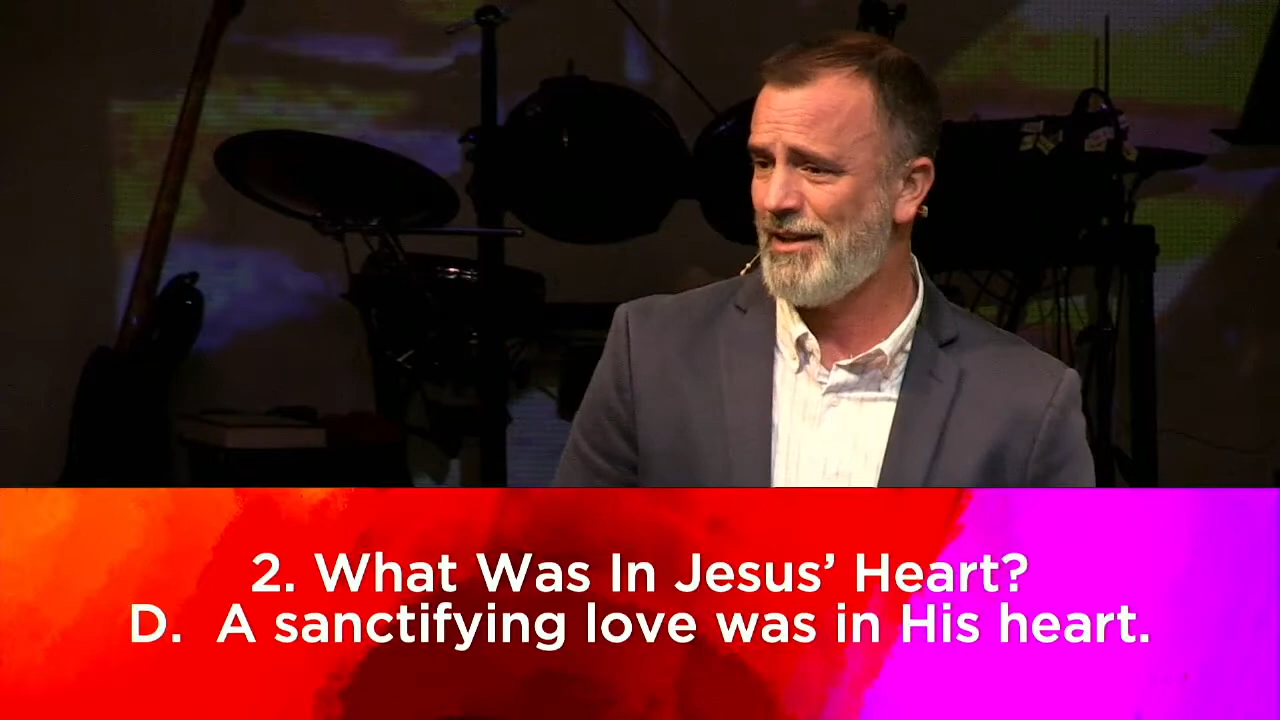 2. What Was In Jesus’ Heart?
D. A sanctifying love was in His heart.